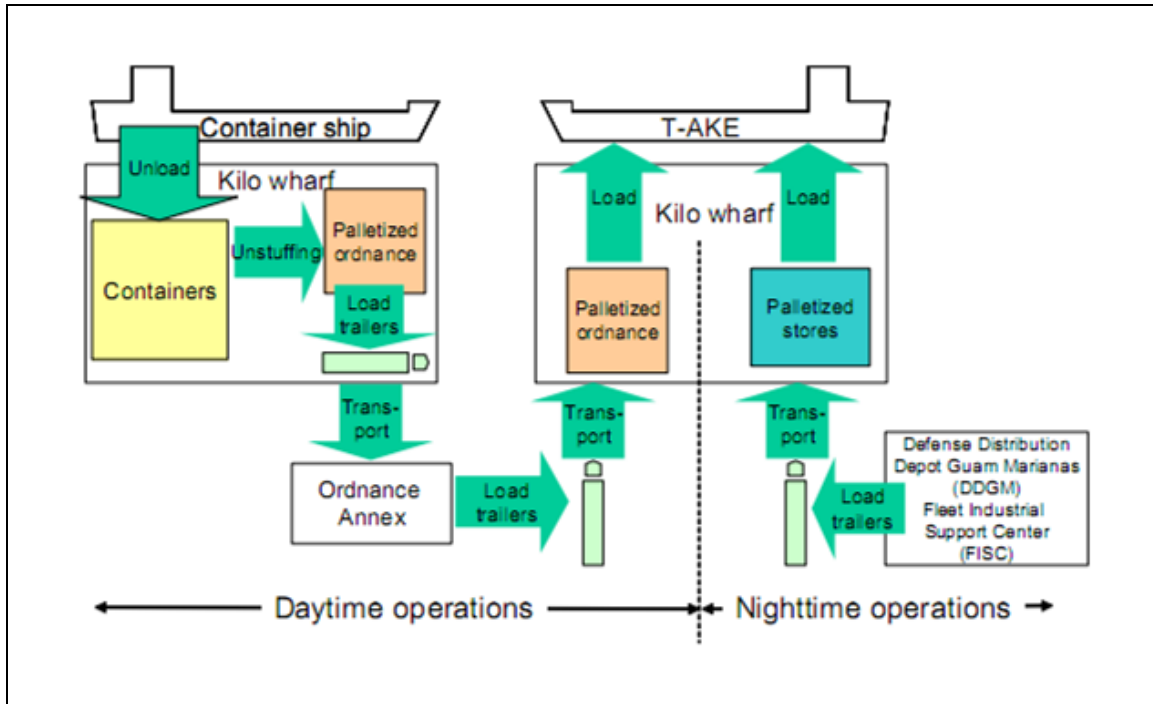 Container ship
Unload
Kilo wharf
Containers
Unstuffing
Palletized
ordnance
Load
trailers
Trans-
port
Ordnance
Annex
Load
trailers
T-AKE
Load
Load
Kilo wharf
Palletized
ordnance
Palletized
stores
Trans-
port
Trans-
port
Load
trailers
Defense Distribution
Depot Guam Marianas
(DDGM)
Fleet Industrial
Support Center
(FISC)
Daytime operations
Nighttime operations